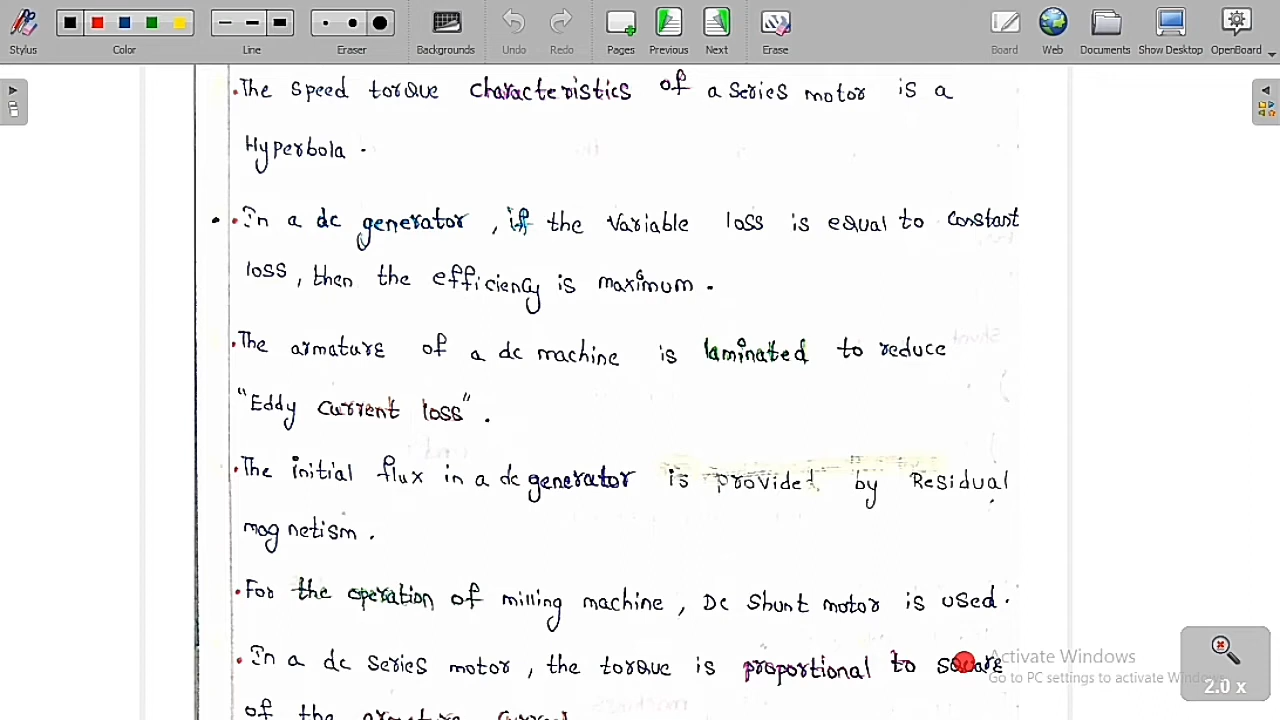 Stylus
Color
Line
Eraser
Backgrounds
Undo
Redo
Pages
Previous
Next
Erase
Board
Web
Documents
Show Desktop
OpenBoard
.The speed torque characteristics of a series motor is a
Hyperbola .
• .In a dc generator , if the variable loss is equal to constant
loss , then the efficiency is maximum .
.The armature of a dc machine is laminated to reduce
"Eddy current loss" .
.The initial flux in a dc generator is provided by Residual
magnetism .
.For the operation of milling machine , Dc Shunt motor is used .
.In a dc series motor , the torque is proportional to square
of the armature current
Activate Windows
Go to PC settings to activate Windows
2.0 x